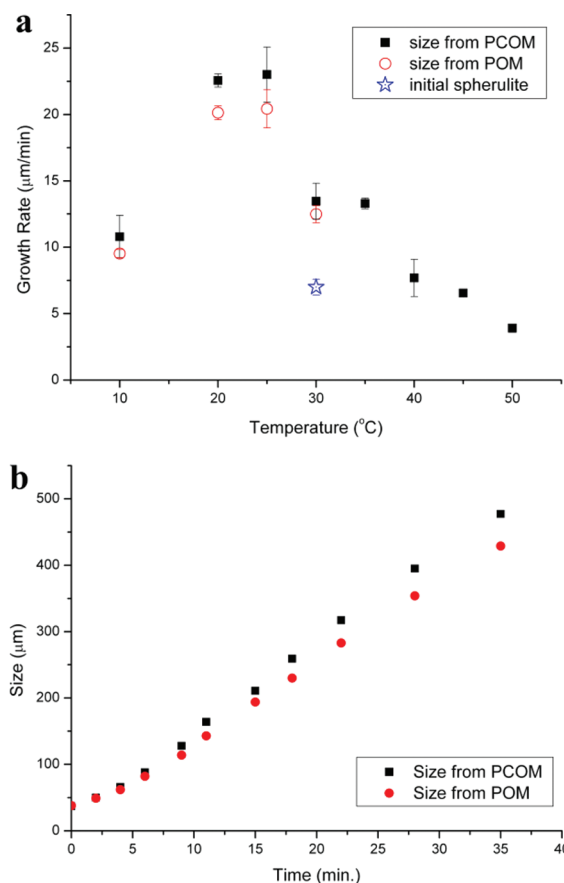 a
size from PCOM
size from POM
initial spherulite
Growth Rate (μm/min)
25
20
15
10
5
0
10 20 30 40 50
Temperature (°C)
b
Size (μm)
500
400
300
200
100
0
Size from PCOM
Size from POM
0 5 10 15 20 25 30 35 40
Time (min.)